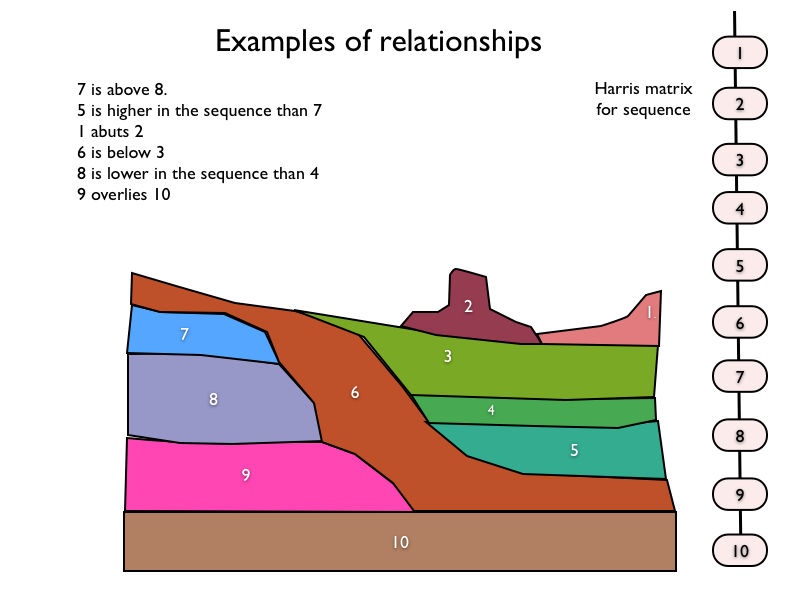 Examples of relationships
7 is above 8.
5 is higher in the sequence than 7
1 abuts 2
6 is below 3
8 is lower in the sequence than 4
9 overlies 10
Harris matrix
for sequence
1
2
3
4
5
6
7
8
9
10
2
1
7
3
6
8
4
5
9
10